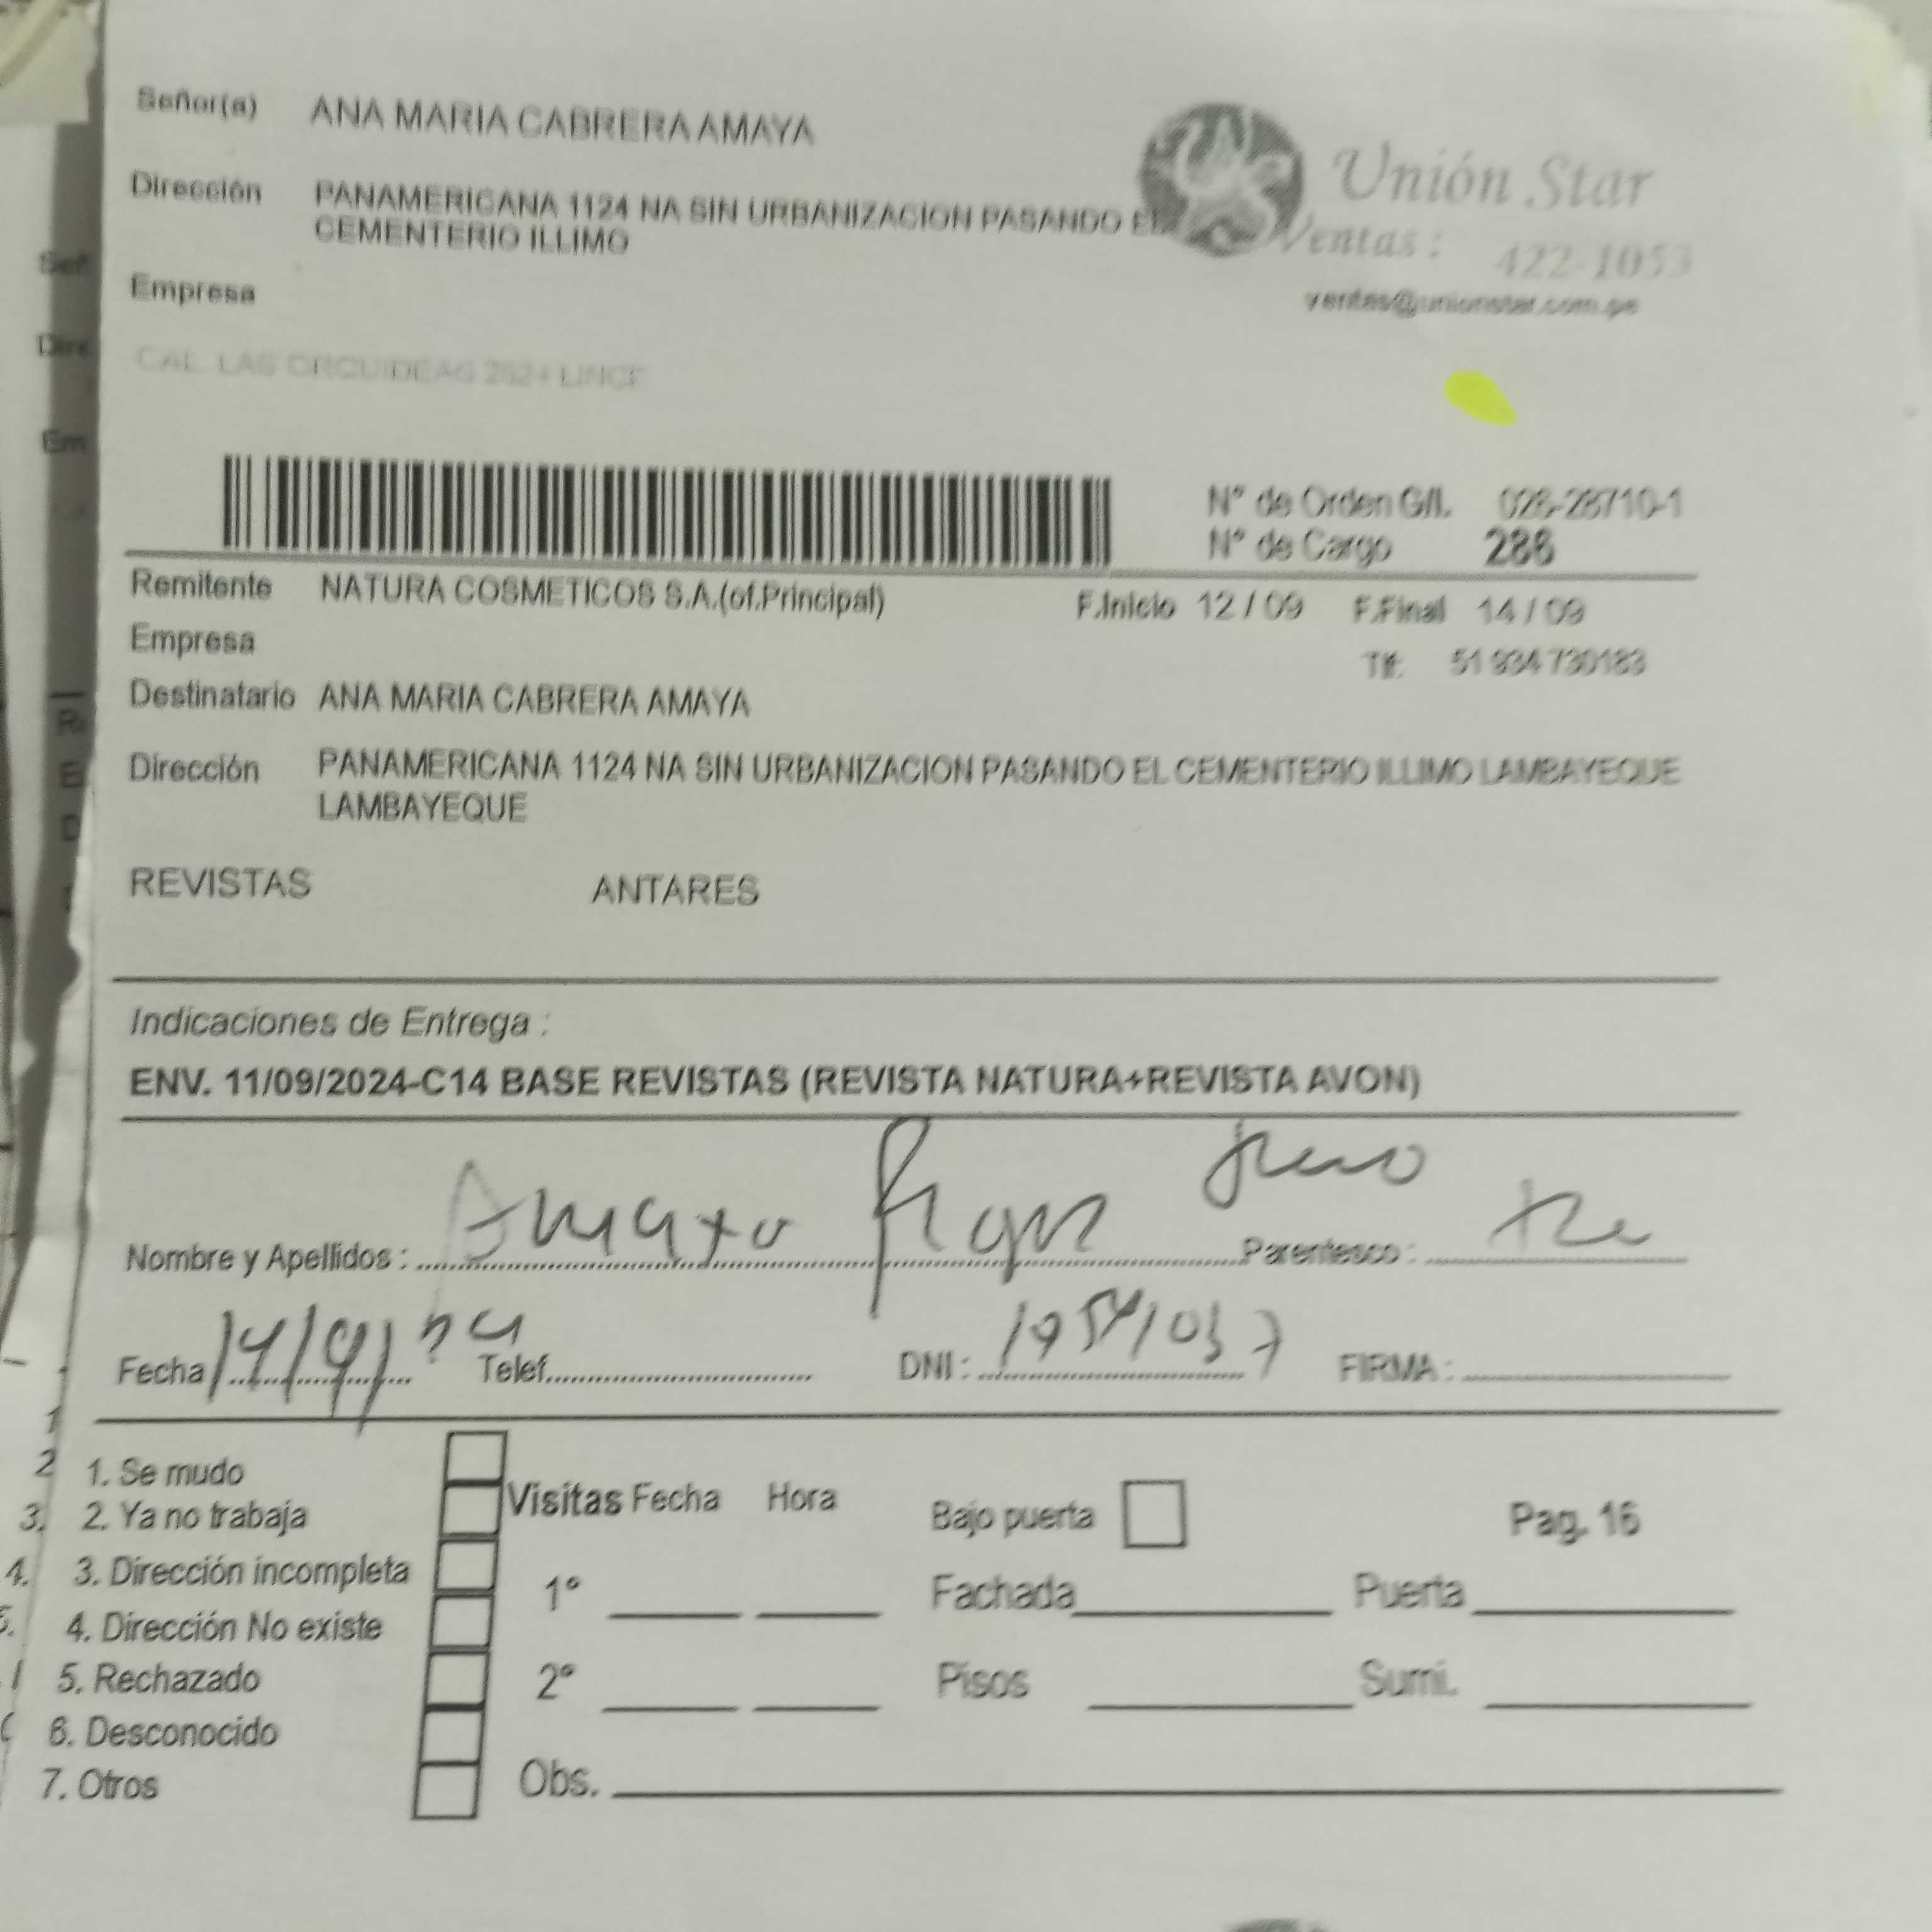 Señor(a) ANA MARIA CABRERA AMAYA
Dirección PANAMERICANA 1124 NA SIN URBANIZACION PASANDO EL
CEMENTERIO ILLIMO
Unión Star
Ventas: 422-1053
ventas@unionstar.com.pe
Empresa
CAL. LAS ORQUIDEAS 2624 LINCE
N° de Orden G/I. 028-28710-1
N° de Cargo 286
Remitente NATURA COSMETICOS S.A.(of.Principal) F.Inicio 12 / 09 F.Final 14 / 09
Empresa Tlf: 51 934 730183
Destinatario ANA MARIA CABRERA AMAYA
Dirección PANAMERICANA 1124 NA SIN URBANIZACION PASANDO EL CEMENTERIO ILLIMO LAMBAYEQUE
LAMBAYEQUE
REVISTAS ANTARES
Indicaciones de Entrega :
ENV. 11/09/2024-C14 BASE REVISTAS (REVISTA NATURA+REVISTA AVON)
Nombre y Apellidos : Amaya Parentesco :
Fecha 14/9/24 Telef. DNI : FIRMA :
1. Se mudo
2. Ya no trabaja
3. Dirección incompleta
4. Dirección No existe
5. Rechazado
6. Desconocido
7. Otros
Visitas Fecha Hora
1°
2°
Obs.
Bajo puerta Pag. 16
Fachada Puerta
Pisos Sumi.